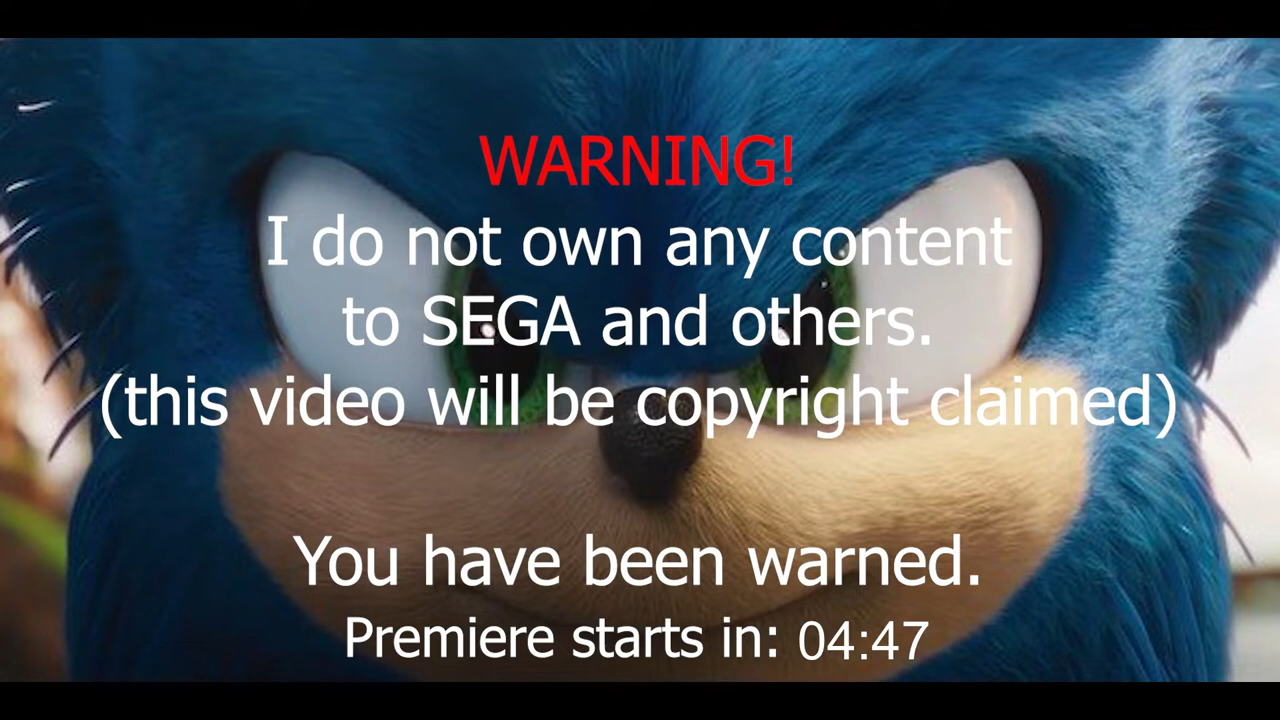 WARNING!
I do not own any content
to SEGA and others.
(this video will be copyright claimed)
You have been warned.
Premiere starts in: 04:47